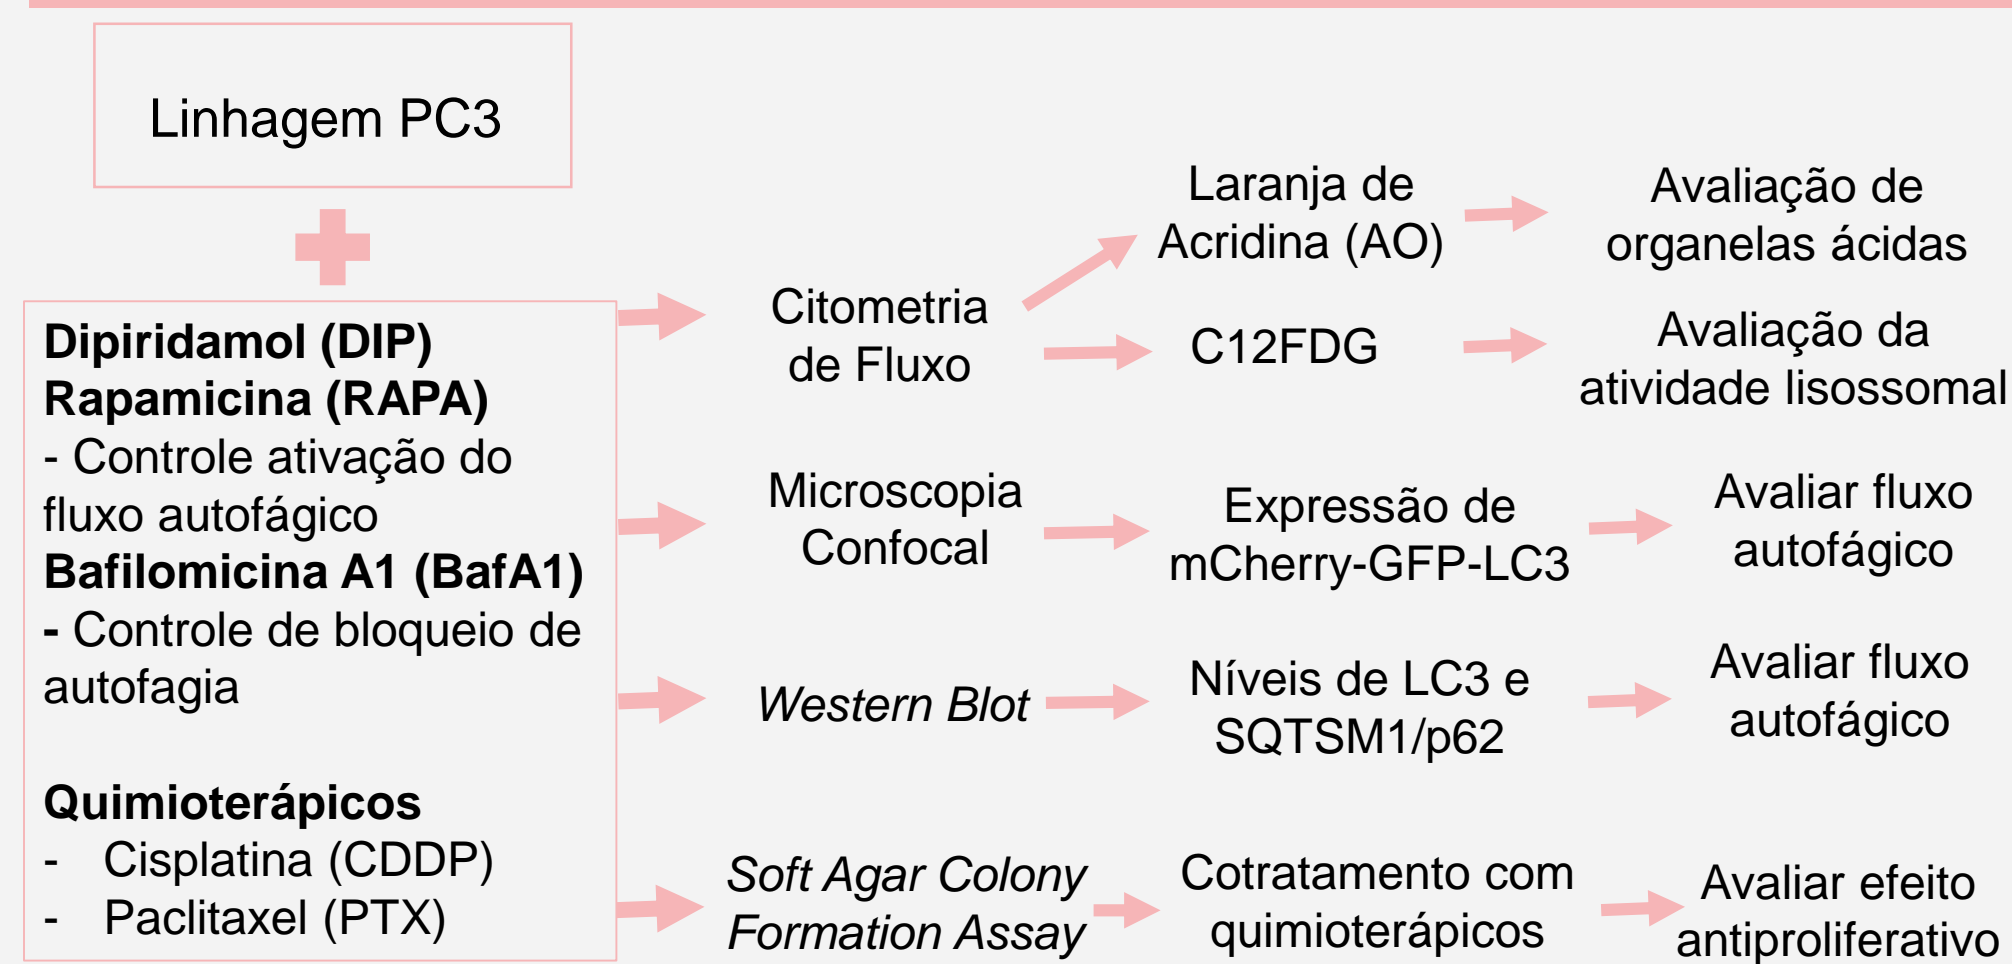 Linhagem PC3
Dipiridamol (DIP)
Rapamicina (RAPA)
- Controle ativação do
fluxo autofágico
Bafilomicina A1 (BafA1)
- Controle de bloqueio de
autofagia
Quimioterápicos
- Cisplatina (CDDP)
- Paclitaxel (PTX)
Citometria
de Fluxo
Laranja de
Acridina (AO)
Avaliação de
organelas ácidas
C12FDG
Avaliação da
atividade lisossomal
Microscopia
Confocal
Expressão de
mCherry-GFP-LC3
Avaliar fluxo
autofágico
Western Blot
Níveis de LC3 e
SQTSM1/p62
Avaliar fluxo
autofágico
Soft Agar Colony
Formation Assay
Cotratamento com
quimioterápicos
Avaliar efeito
antiproliferativo